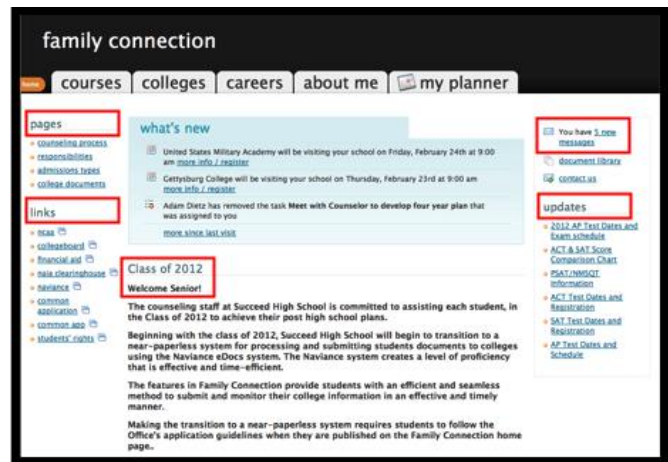 family connection
home
courses
colleges
careers
about me
my planner
pages
counseling process
responsibilities
admissions types
college documents
links
ncaa
collegeboard
financial aid
naia clearinghouse
naviance
common
application
common app
students' rights
what's new
United States Military Academy will be visiting your school on Friday, February 24th at 9:00
am more info / register
Gettysburg College will be visiting your school on Thursday, February 23rd at 9:00 am
more info / register
Adam Dietz has removed the task Meet with Counselor to develop four year plan that
was assigned to you
more since last visit
Class of 2012
Welcome Senior!
The counseling staff at Succeed High School is committed to assisting each student, in
the Class of 2012 to achieve their post high school plans.
Beginning with the class of 2012, Succeed High School will begin to transition to a
near-paperless system for processing and submitting students documents to colleges
using the Naviance eDocs system. The Naviance system creates a level of proficiency
that is effective and time-efficient.
The features in Family Connection provide students with an efficient and seamless
method to submit and monitor their college information in an effective and timely
manner.
Making the transition to a near-paperless system requires students to follow the
Office's application guidelines when they are published on the Family Connection home
page..
You have 5 new
messages
document library
contact us
updates
2012 AP Test Dates and
Exam schedule
ACT & SAT Score
Comparison Chart
PSAT/NMSQT
Information
ACT Test Dates and
Registration
SAT Test Dates and
Registration
AP Test Dates and
Schedule